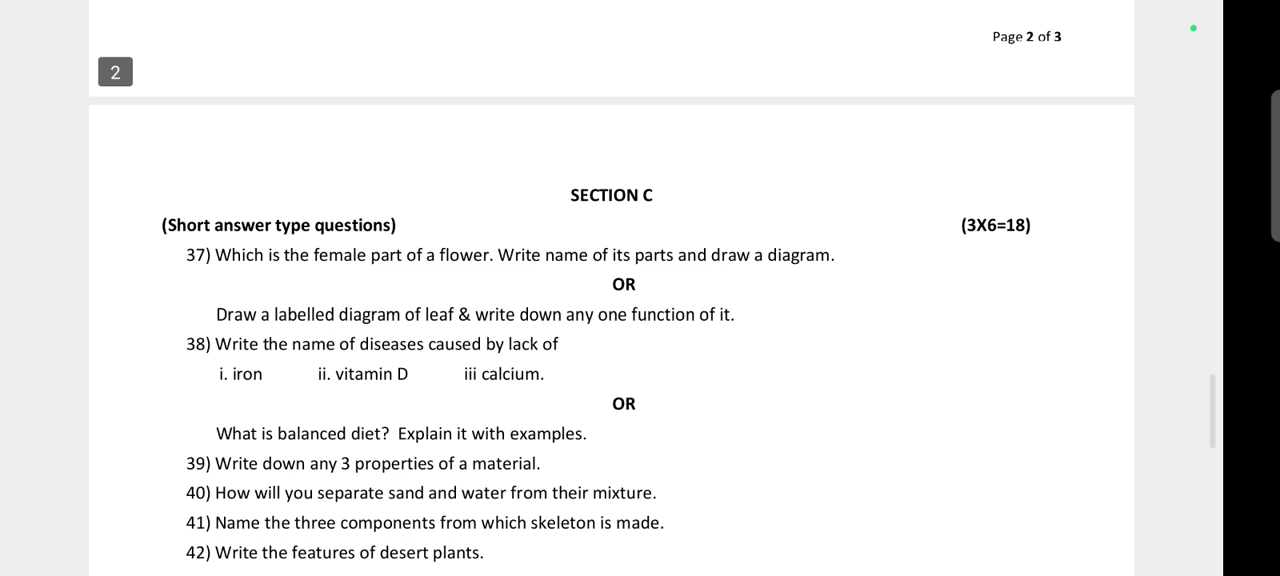 Page 2 of 3
2
SECTION C
(Short answer type questions) (3X6=18)
37) Which is the female part of a flower. Write name of its parts and draw a diagram.
OR
Draw a labelled diagram of leaf & write down any one function of it.
38) Write the name of diseases caused by lack of
i. iron ii. vitamin D iii calcium.
OR
What is balanced diet? Explain it with examples.
39) Write down any 3 properties of a material.
40) How will you separate sand and water from their mixture.
41) Name the three components from which skeleton is made.
42) Write the features of desert plants.